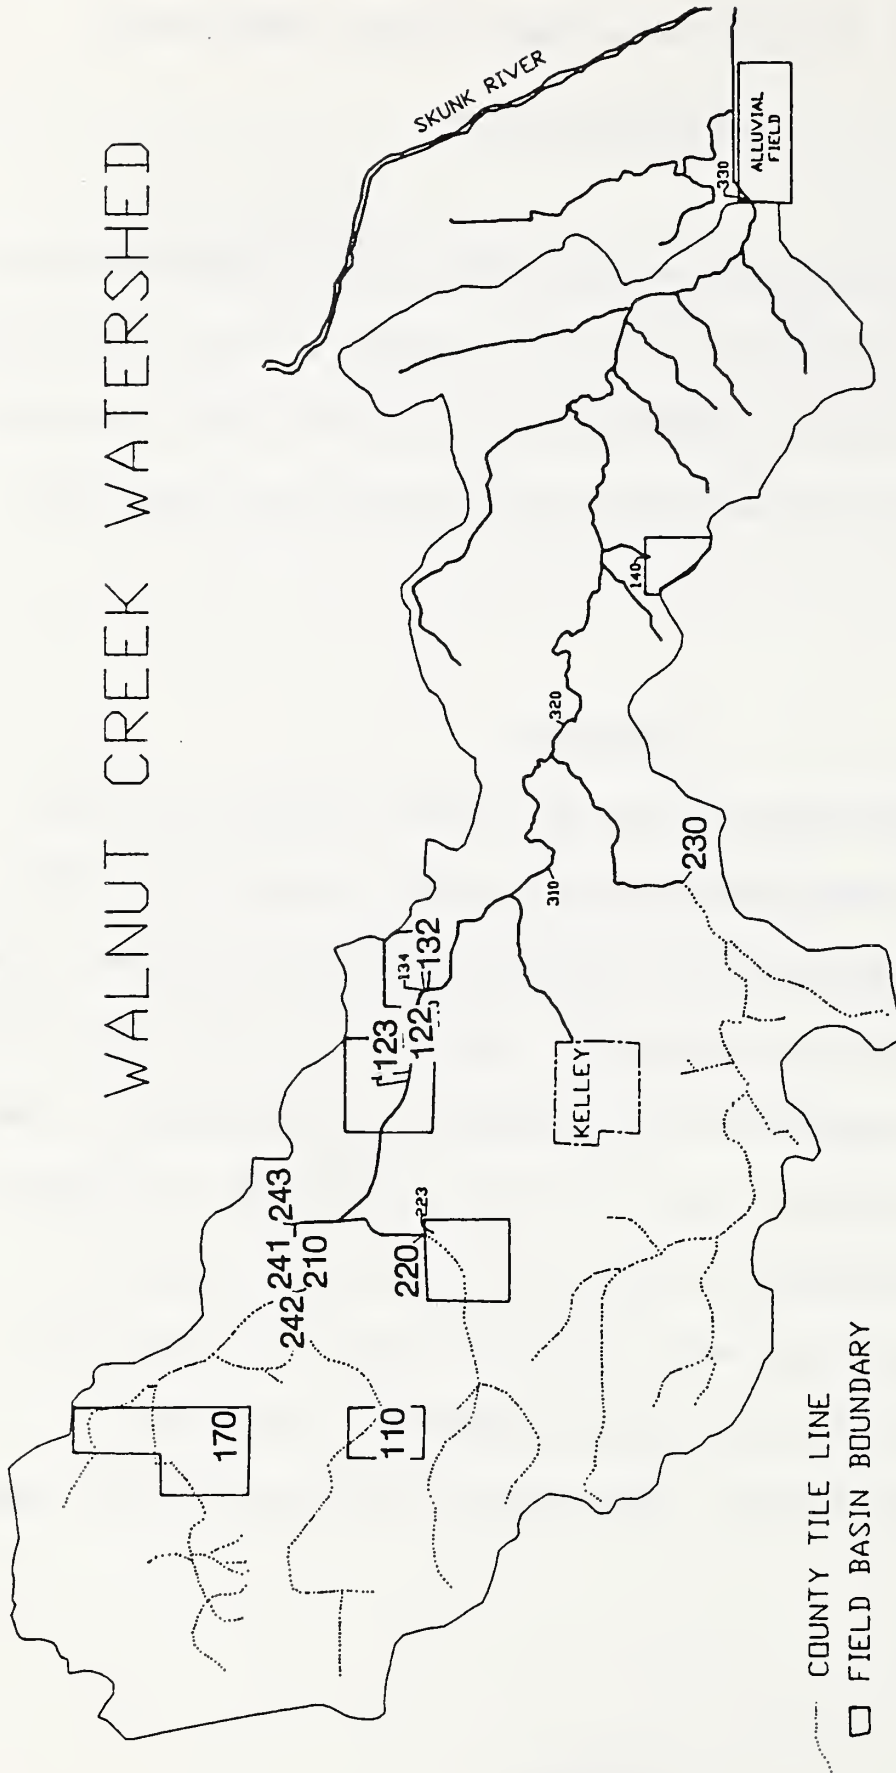 WALNUT CREEK WATERSHED
SKUNK RIVER
ALLUVIAL
FIELD
330
140
320
310
230
134
132
123
122
KELLEY
243
241
210
242
223
220
170
110
COUNTY TILE LINE
FIELD BASIN BOUNDARY